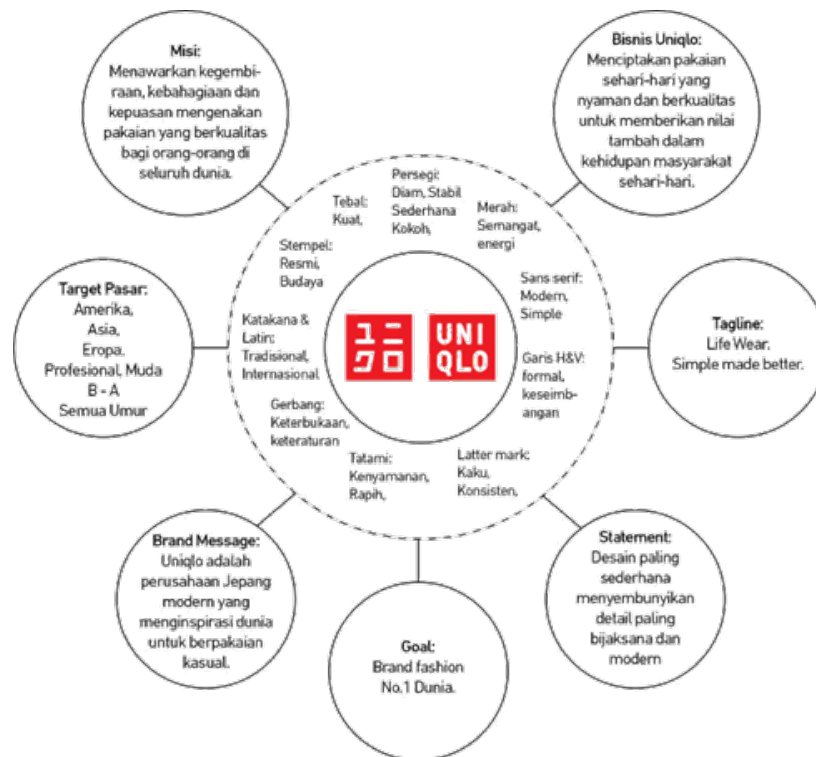 Misi:
Menawarkan kegembi-
raan, kebahagiaan dan
kepuasan mengenakan
pakaian yang berkualitas
bagi orang-orang di
seluruh dunia.
Bisnis Uniqlo:
Menciptakan pakaian
sehari-hari yang
nyaman dan berkualitas
untuk memberikan nilai
tambah dalam
kehidupan masyarakat
sehari-hari.
Persegi:
Diam, Stabil
Sederhana
Kokoh,
Tebal:
Kuat,
Merah:
Semangat,
energi
Stempel:
Resmi,
Budaya
Sans serif:
Modern,
Simple
Target Pasar:
Amerika,
Asia,
Eropa.
Profesional, Muda
B - A
Semua Umur
Katakana &
Latin:
Tradisional,
Internasional
ユニ
クロ
UNI
QLO
Garis H&V:
formal,
keseimb-
angan
Tagline:
Life Wear.
Simple made better.
Gerbang:
Keterbukaan,
keteraturan
Tatami:
Kenyamanan,
Rapih,
Latter mark:
Kaku,
Konsisten,
Brand Message:
Uniqlo adalah
perusahaan Jepang
modern yang
menginspirasi dunia
untuk berpakaian
kasual.
Goal:
Brand fashion
No.1 Dunia.
Statement:
Desain paling
sederhana
menyembunyikan
detail paling
bijaksana dan
modern